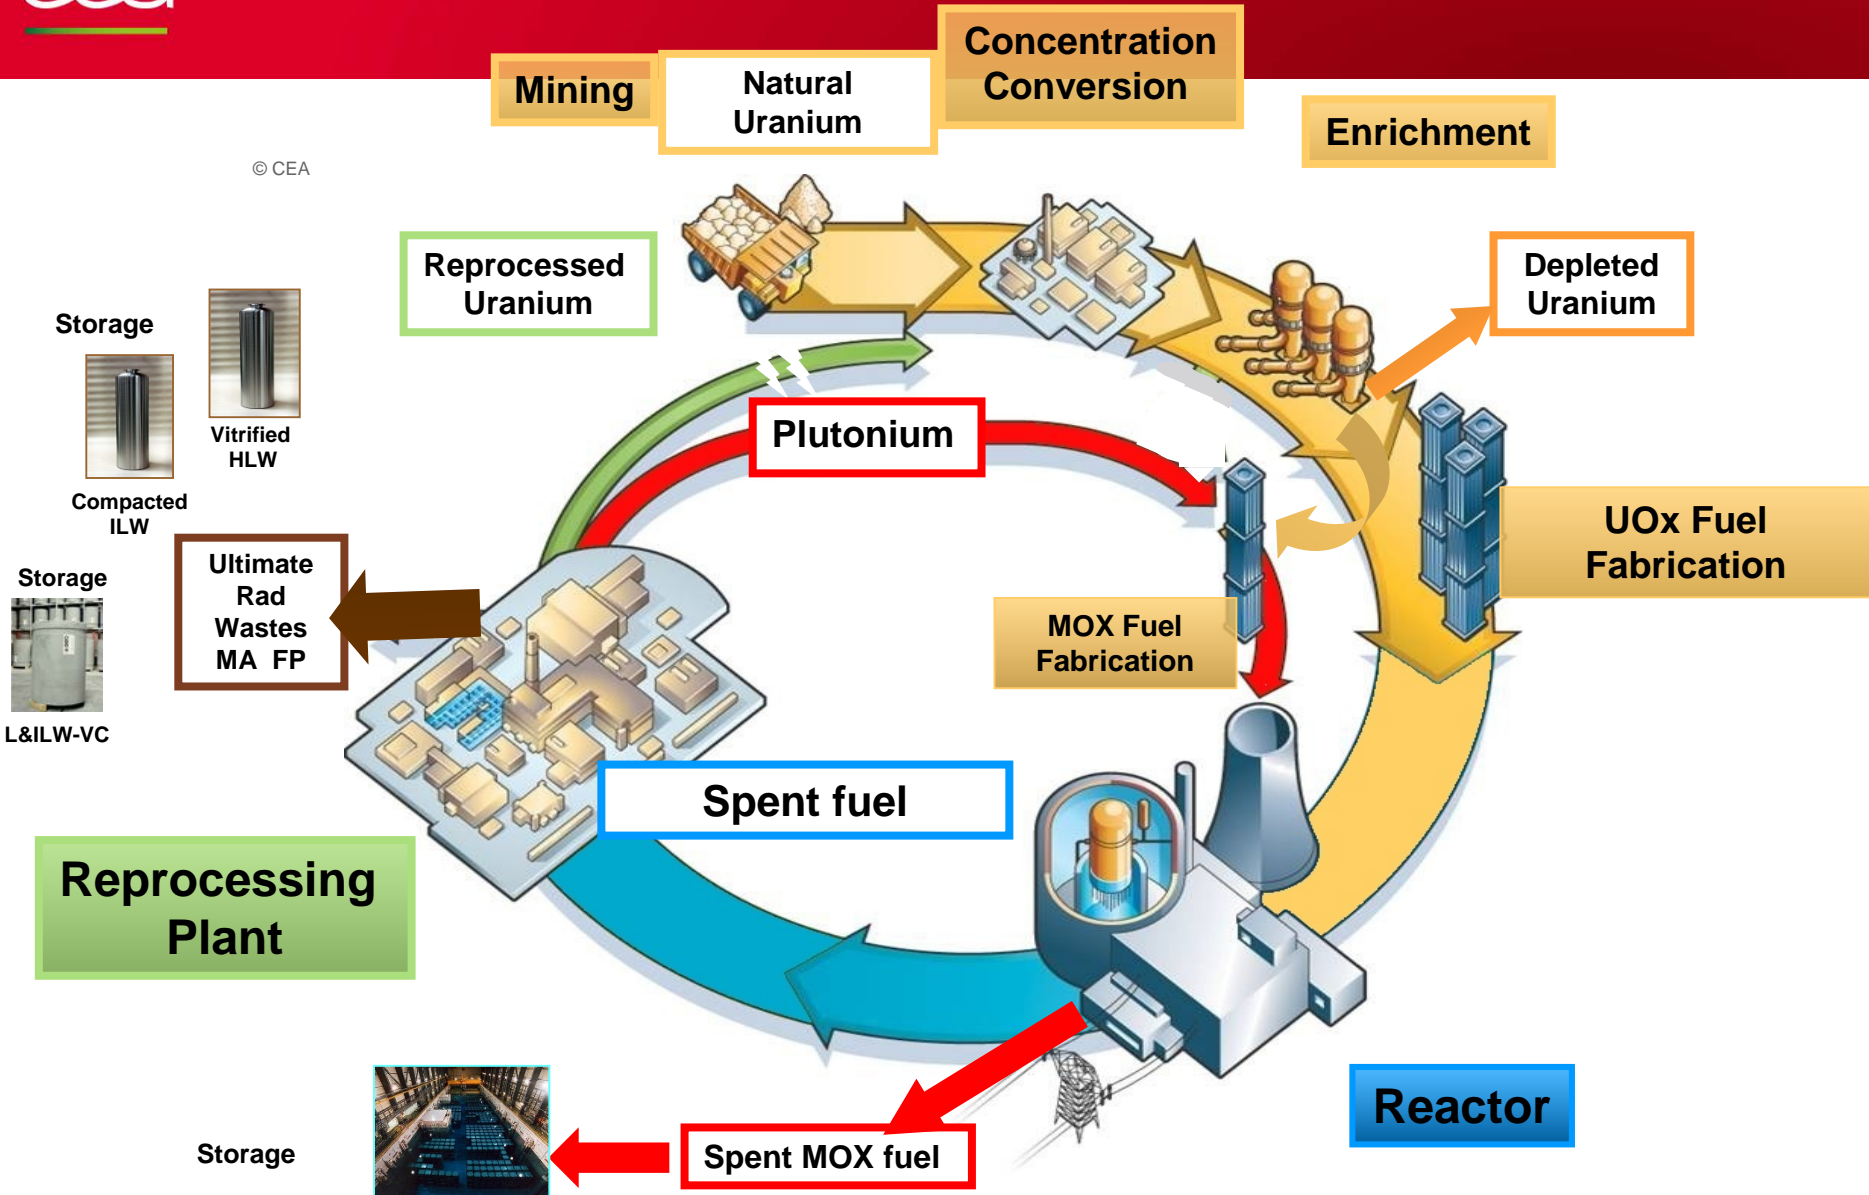 Concentration
Conversion
Mining
Natural
Uranium
Enrichment
© CEA
Reprocessed
Uranium
Depleted
Uranium
Storage
Vitrified
HLW
Plutonium
Compacted
ILW
UOx Fuel
Fabrication
Ultimate
Rad
Wastes
MA FP
Storage
L&ILW-VC
MOX Fuel
Fabrication
Spent fuel
Reprocessing
Plant
Reactor
Storage
Spent MOX fuel